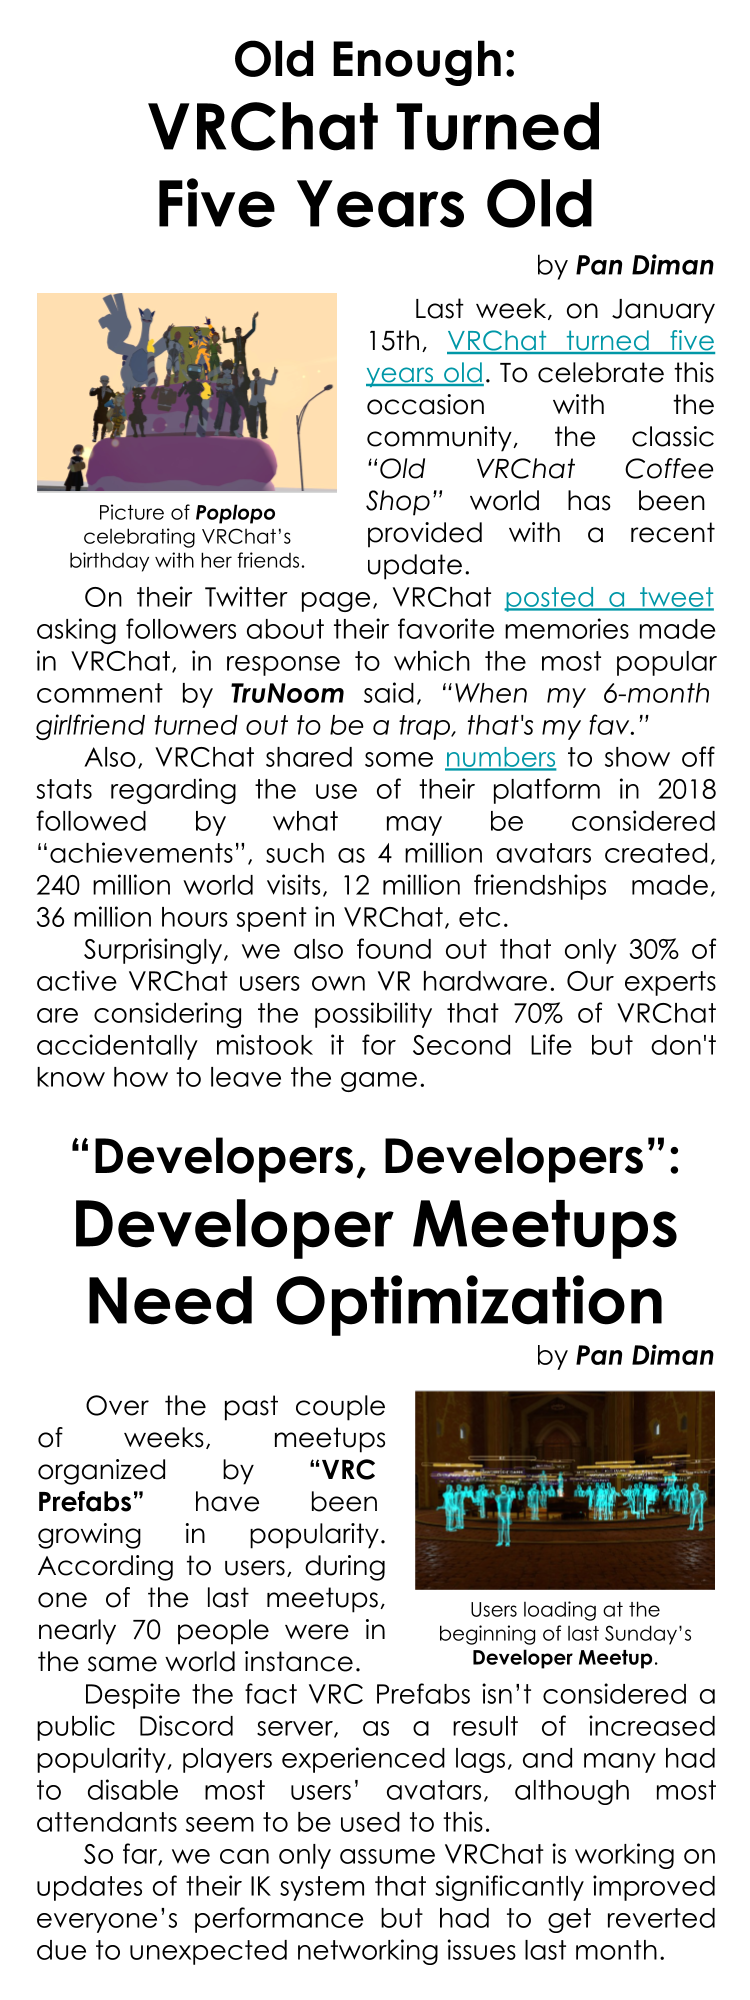 Old Enough:
VRChat Turned
Five Years Old
by Pan Diman
Picture of Poplopo
celebrating VRChat’s
birthday with her friends.
Last week, on January
15th, VRChat turned five
years old. To celebrate this
occasion with the
community, the classic
“Old VRChat Coffee
Shop” world has been
provided with a recent
update.
On their Twitter page, VRChat posted a tweet
asking followers about their favorite memories made
in VRChat, in response to which the most popular
comment by TruNoom said, “When my 6-month
girlfriend turned out to be a trap, that's my fav.”
Also, VRChat shared some numbers to show off
stats regarding the use of their platform in 2018
followed by what may be considered
“achievements”, such as 4 million avatars created,
240 million world visits, 12 million friendships made,
36 million hours spent in VRChat, etc.
Surprisingly, we also found out that only 30% of
active VRChat users own VR hardware. Our experts
are considering the possibility that 70% of VRChat
accidentally mistook it for Second Life but don't
know how to leave the game.
“Developers, Developers”:
Developer Meetups
Need Optimization
by Pan Diman
Over the past couple
of weeks, meetups
organized by “VRC
Prefabs” have been
growing in popularity.
According to users, during
one of the last meetups,
nearly 70 people were in
the same world instance.
Users loading at the
beginning of last Sunday’s
Developer Meetup.
Despite the fact VRC Prefabs isn’t considered a
public Discord server, as a result of increased
popularity, players experienced lags, and many had
to disable most users’ avatars, although most
attendants seem to be used to this.
So far, we can only assume VRChat is working on
updates of their IK system that significantly improved
everyone’s performance but had to get reverted
due to unexpected networking issues last month.